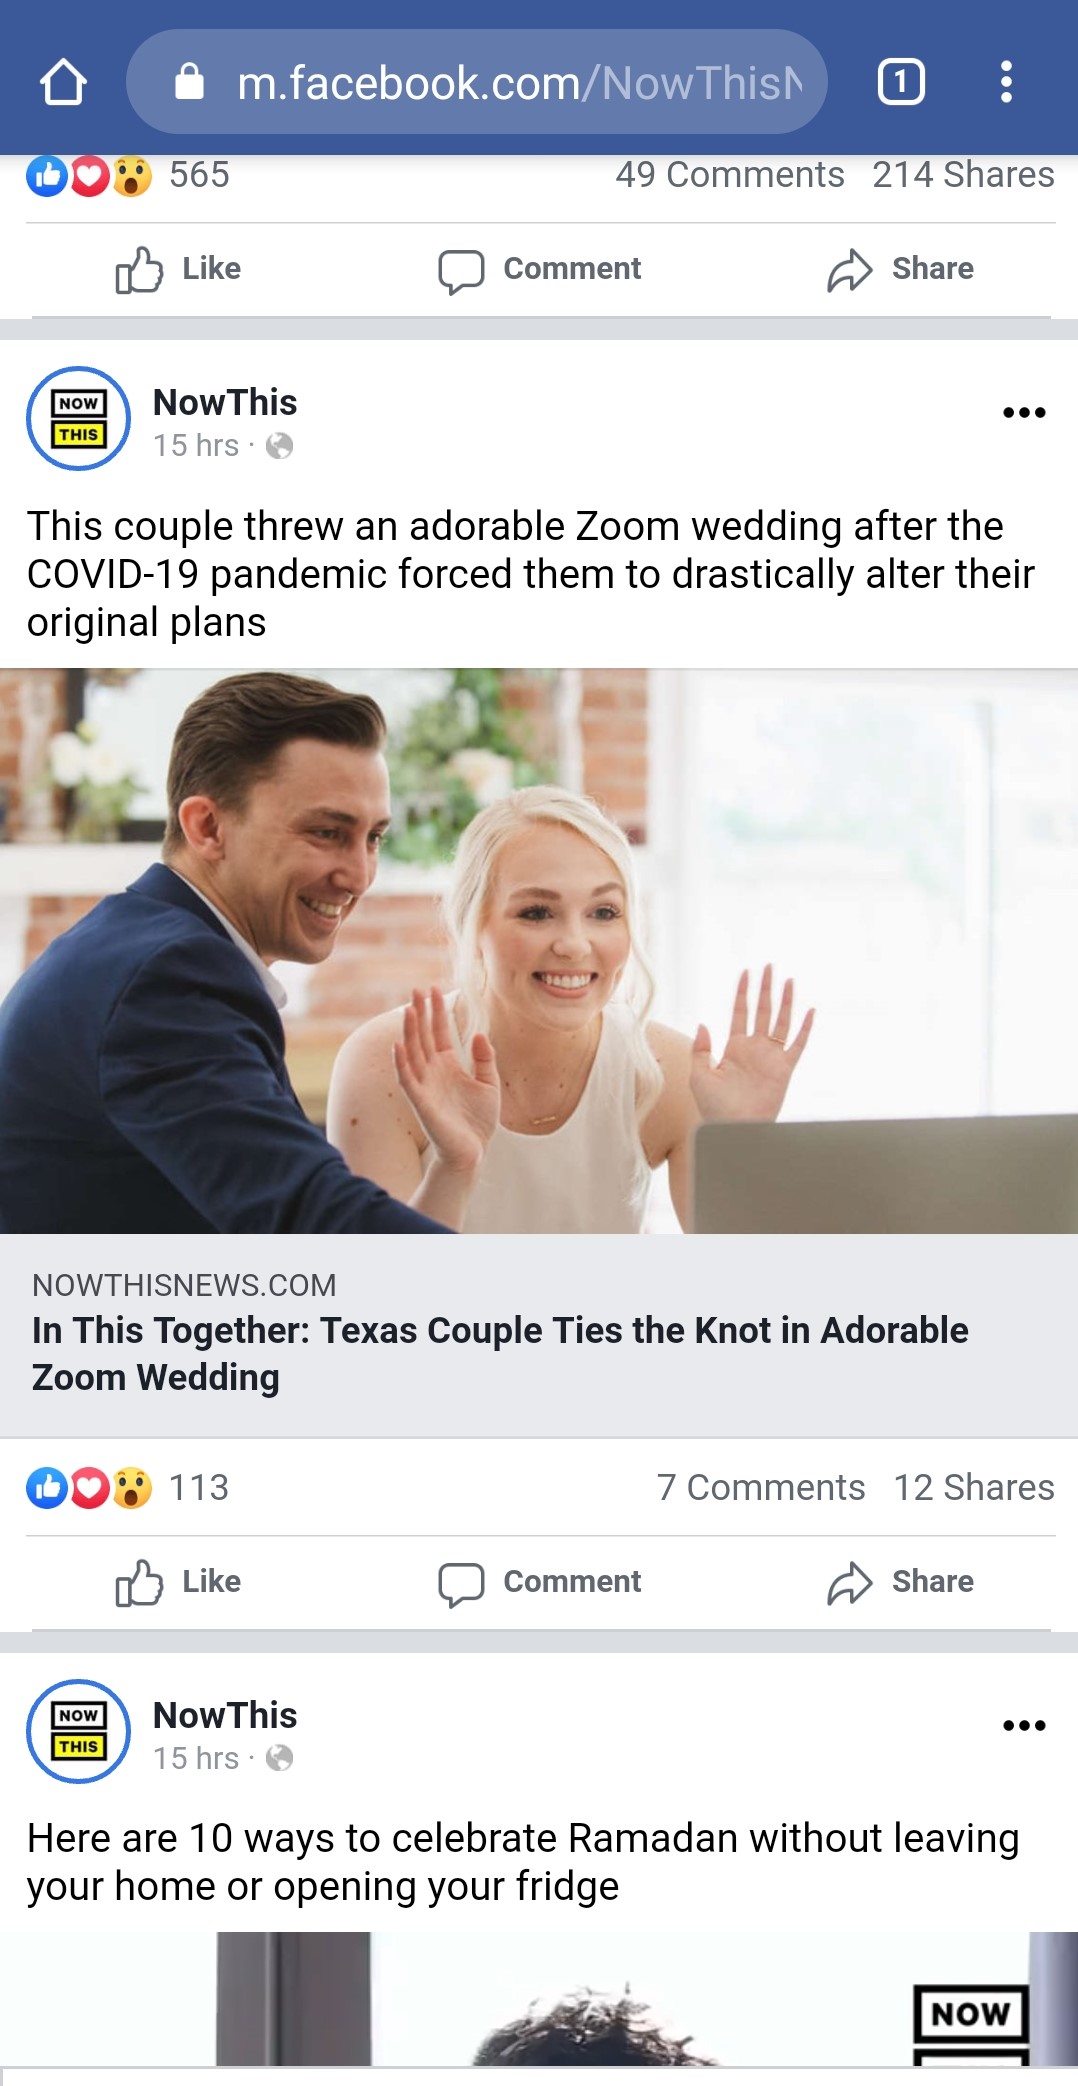 m.facebook.com/NowThisN
1
565
49 Comments 214 Shares
Like Comment Share
NOW
THIS
NowThis
15 hrs ·
This couple threw an adorable Zoom wedding after the
COVID-19 pandemic forced them to drastically alter their
original plans
NOWTHISNEWS.COM
In This Together: Texas Couple Ties the Knot in Adorable
Zoom Wedding
113
7 Comments 12 Shares
Like Comment Share
NOW
THIS
NowThis
15 hrs ·
Here are 10 ways to celebrate Ramadan without leaving
your home or opening your fridge
NOW